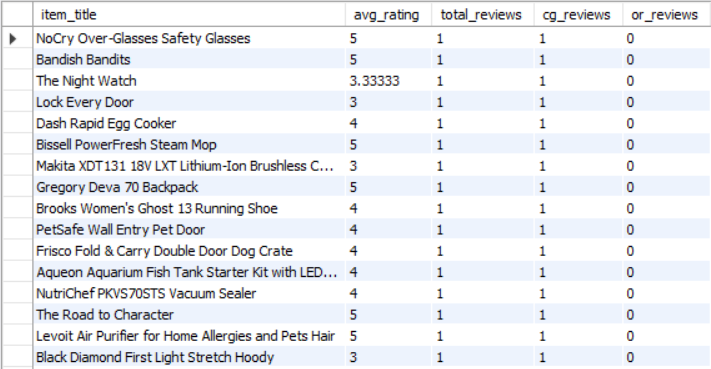 item_title avg_rating total_reviews cg_reviews or_reviews
NoCry Over-Glasses Safety Glasses 5 1 1 0
Bandish Bandits 5 1 1 0
The Night Watch 3.33333 1 1 0
Lock Every Door 3 1 1 0
Dash Rapid Egg Cooker 4 1 1 0
Bissell PowerFresh Steam Mop 5 1 1 0
Makita XDT131 18V LXT Lithium-Ion Brushless C... 3 1 1 0
Gregory Deva 70 Backpack 5 1 1 0
Brooks Women's Ghost 13 Running Shoe 4 1 1 0
PetSafe Wall Entry Pet Door 4 1 1 0
Frisco Fold & Carry Double Door Dog Crate 4 1 1 0
Aqueon Aquarium Fish Tank Starter Kit with LED... 4 1 1 0
NutriChef PKVS70STS Vacuum Sealer 4 1 1 0
The Road to Character 5 1 1 0
Levoit Air Purifier for Home Allergies and Pets Hair 5 1 1 0
Black Diamond First Light Stretch Hoody 3 1 1 0